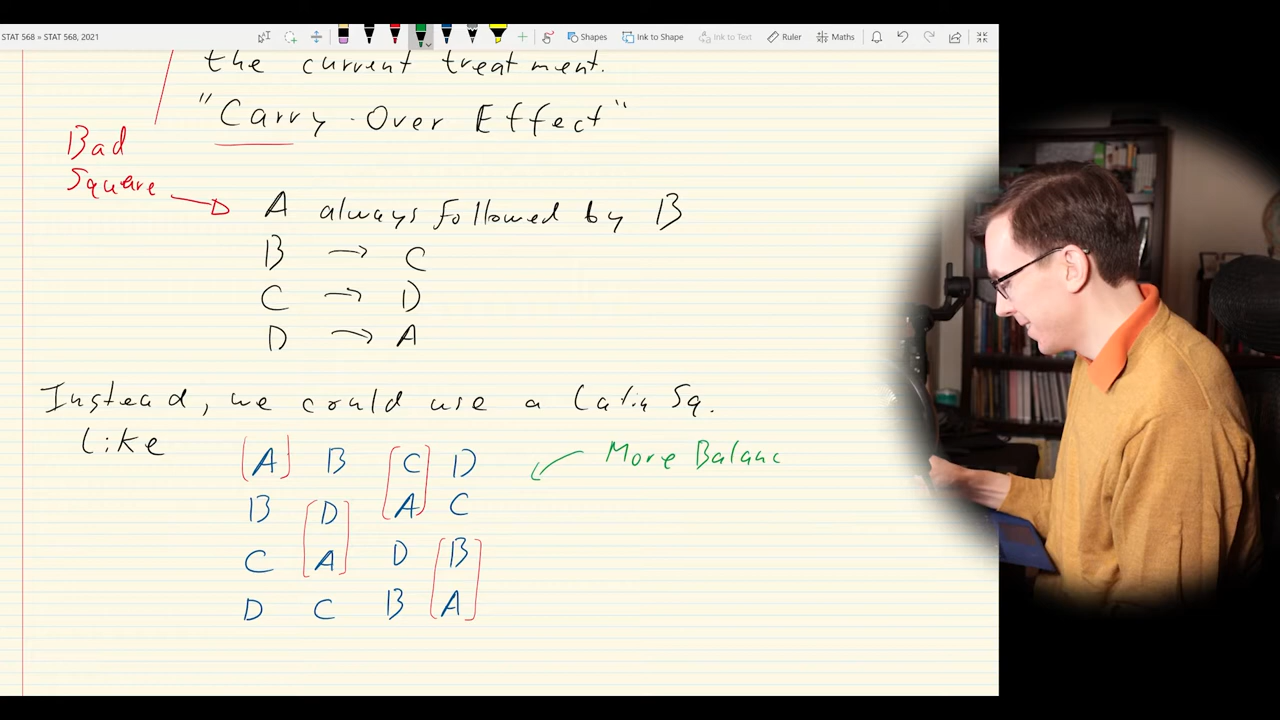 STAT 568 » STAT 568, 2021
Shapes Ink to Shape Ink to Text Ruler Maths
the current treatment.
"Carry-Over Effect"
Bad
Square
A always followed by B
B → C
C → D
D → A
Instead, we could use a Latin Sq.
like
A B C D
B D A C
C A D B
D C B A
More Balanc